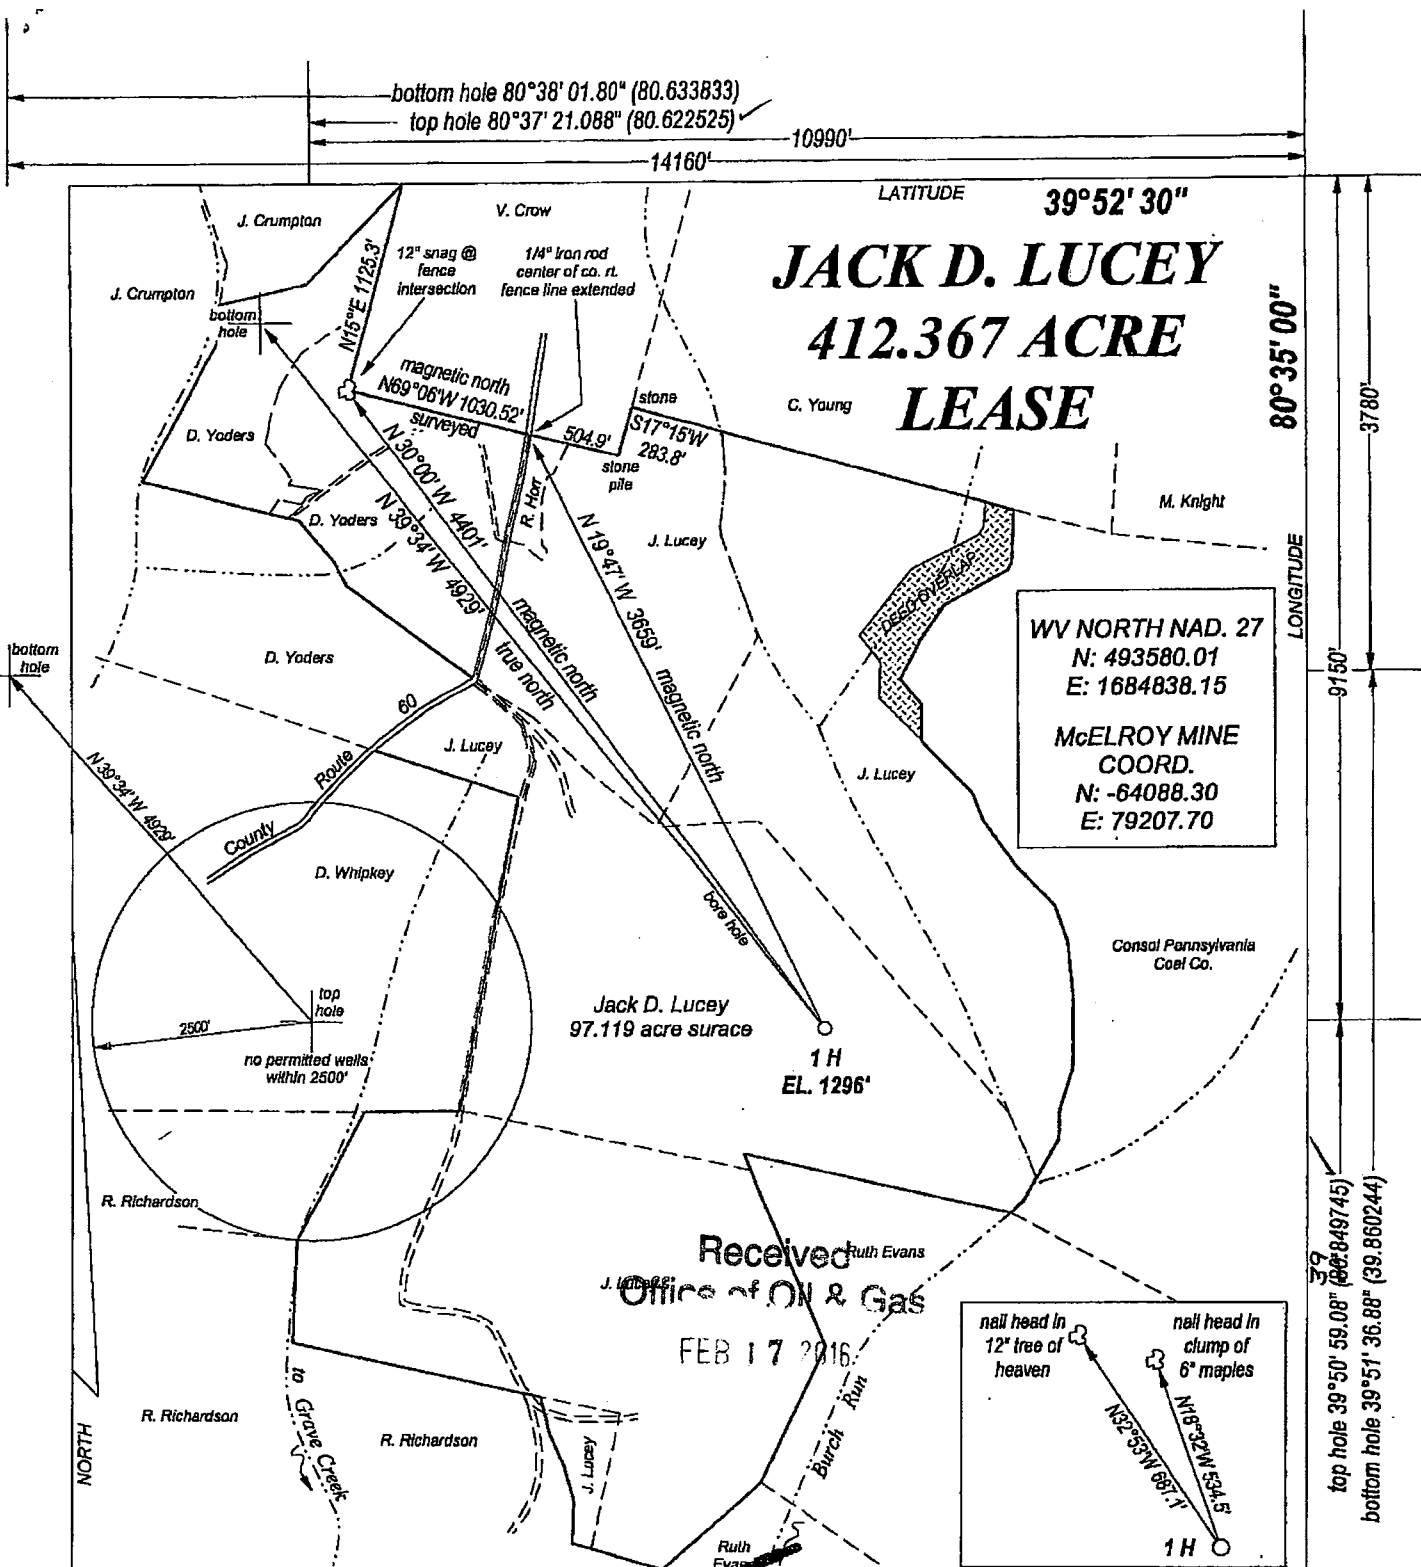 bottom hole 80°38' 01.80" (80.633833)
top hole 80°37' 21.088" (80.622525)
10990'
14160'
LATITUDE
39°52' 30"
JACK D. LUCEY
412.367 ACRE
LEASE
80°35' 00"
LONGITUDE
3780'
9150'
J. Crumpton
V. Crow
12" snag @
fence
intersection
1/4" iron rod
center of co. rt.
fence line extended
J. Crumpton
bottom
hole
N15°E 1125.3'
magnetic north
N69°06'W 1030.52'
surveyed
504.9'
stone
S17°15'W
283.8'
stone
pile
C. Young
M. Knight
D. Yoders
D. Yoders
R. Horr
J. Lucey
DEED OVERLAP
N 30°00' W 4401'
magnetic north
N 39°34' W 4929'
true north
N 19°47' W 3659' magnetic north
WV NORTH NAD. 27
N: 493580.01
E: 1684838.15
McELROY MINE
COORD.
N: -64088.30
E: 79207.70
bottom
hole
D. Yoders
N 39°34' W 4929'
County Route 60
J. Lucey
J. Lucey
D. Whipkey
bore hole
Consol Pennsylvania
Coal Co.
top
hole
2500'
no permitted wells
within 2500'
Jack D. Lucey
97.119 acre surace
1 H
EL. 1296'
R. Richardson
Received
Office of Oil & Gas
FEB 17 2016
Ruth Evans
R. Richardson
to Grave Creek
R. Richardson
J. Lucey
Burch Run
Ruth
NORTH
nail head in
12" tree of
heaven
nail head in
clump of
6" maples
N32°53'W 687.1'
N18°32'W 534.5'
1 H
39
top hole 39°50' 59.08" (80.849745)
bottom hole 39°51' 36.88" (39.860244)